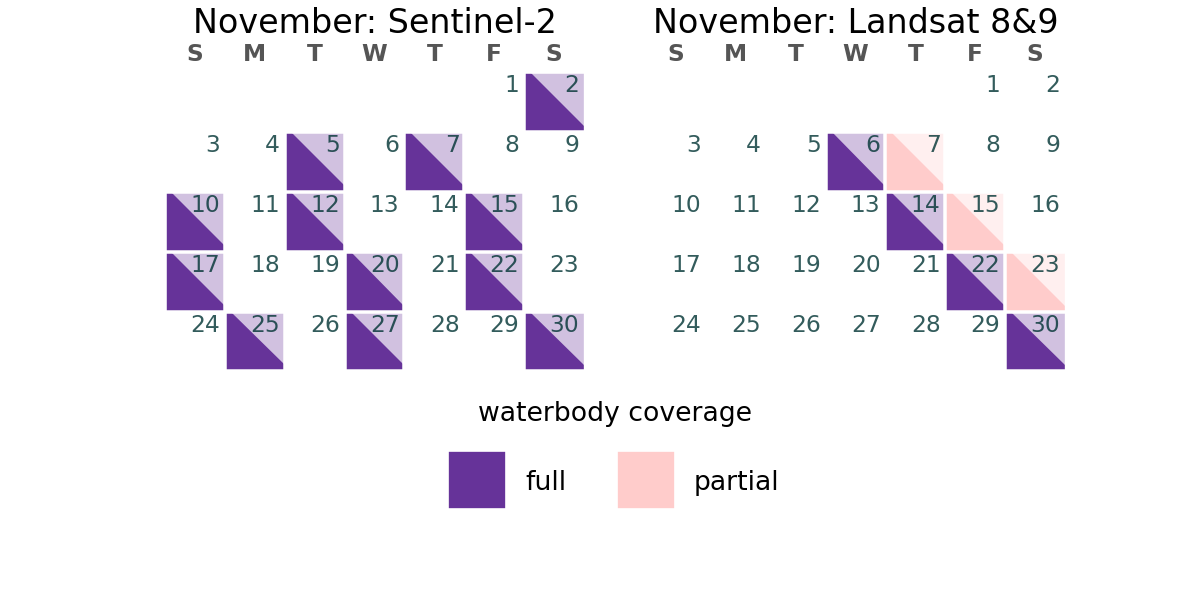 November: Sentinel-2
S M T W T F S
1 2
3 4 5 6 7 8 9
10 11 12 13 14 15 16
17 18 19 20 21 22 23
24 25 26 27 28 29 30
November: Landsat 8&9
S M T W T F S
1 2
3 4 5 6 7 8 9
10 11 12 13 14 15 16
17 18 19 20 21 22 23
24 25 26 27 28 29 30
waterbody coverage
full partial